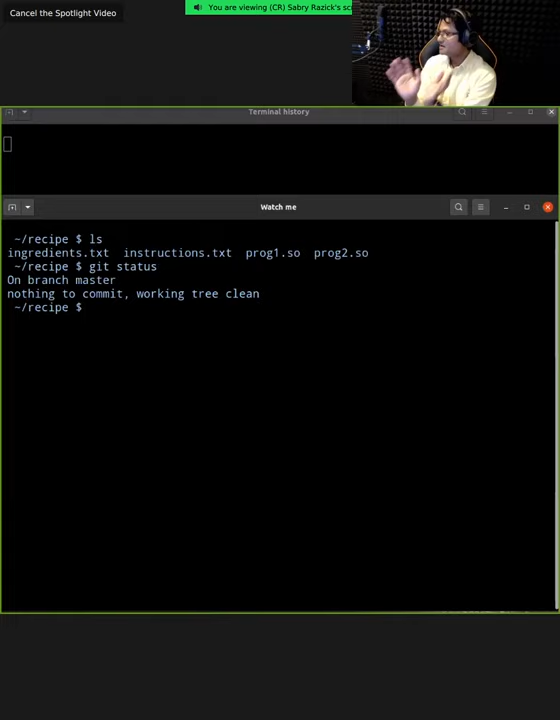 Cancel the Spotlight Video
You are viewing (CR) Sabry Razick's sc
Terminal history
Watch me
~/recipe $ ls
ingredients.txt  instructions.txt  prog1.so  prog2.so
~/recipe $ git status
On branch master
nothing to commit, working tree clean
~/recipe $